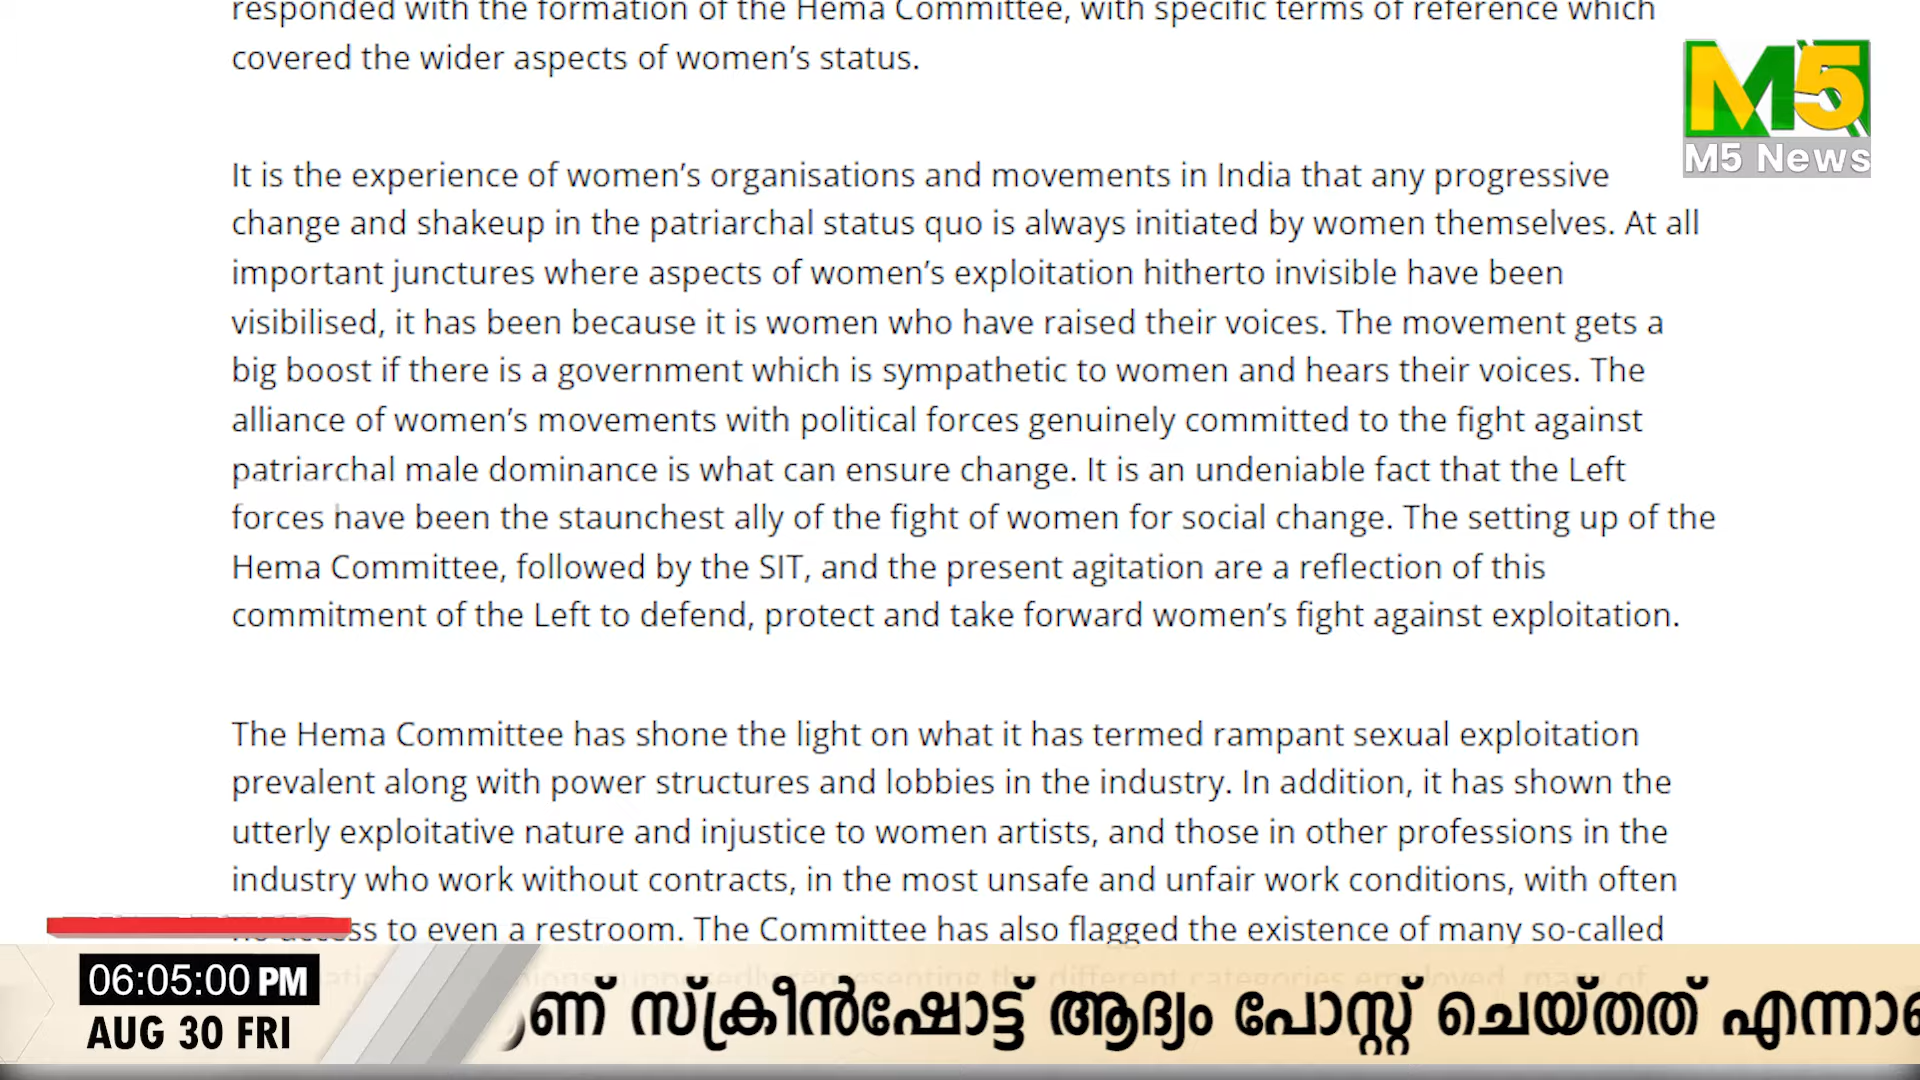 responded with the formation of the Hema Committee, with specific terms of reference which
covered the wider aspects of women’s status.
M5
M5 News
It is the experience of women’s organisations and movements in India that any progressive
change and shakeup in the patriarchal status quo is always initiated by women themselves. At all
important junctures where aspects of women’s exploitation hitherto invisible have been
visibilised, it has been because it is women who have raised their voices. The movement gets a
big boost if there is a government which is sympathetic to women and hears their voices. The
alliance of women’s movements with political forces genuinely committed to the fight against
patriarchal male dominance is what can ensure change. It is an undeniable fact that the Left
forces have been the staunchest ally of the fight of women for social change. The setting up of the
Hema Committee, followed by the SIT, and the present agitation are a reflection of this
commitment of the Left to defend, protect and take forward women’s fight against exploitation.
The Hema Committee has shone the light on what it has termed rampant sexual exploitation
prevalent along with power structures and lobbies in the industry. In addition, it has shown the
utterly exploitative nature and injustice to women artists, and those in other professions in the
industry who work without contracts, in the most unsafe and unfair work conditions, with often
to even a restroom. The Committee has also flagged the existence of many so-called
supposedly representing the different categories employed, many of
06:05:00 PM
AUG 30 FRI
സ്ക്രീൻഷോട്ട് ആദ്യം പോസ്റ്റ് ചെയ്തത്